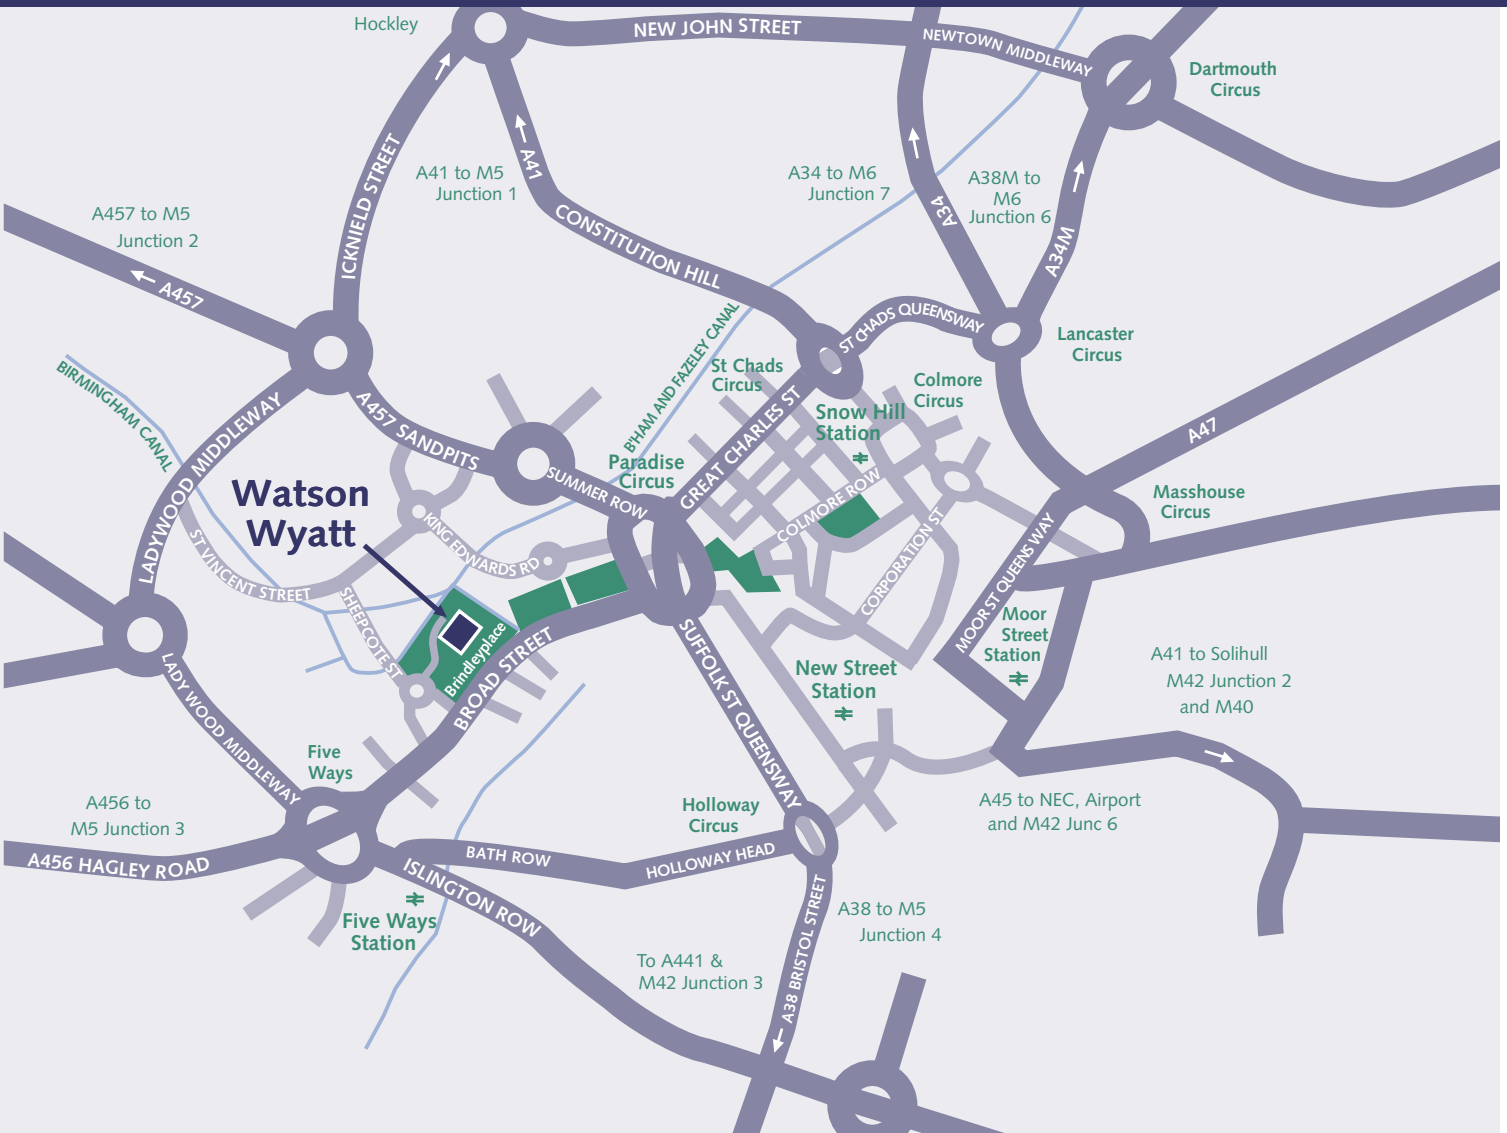 Hockley
NEW JOHN STREET
NEWTOWN MIDDLEWAY
Dartmouth
Circus
ICKNIELD STREET
A41
A41 to M5
Junction 1
A34 to M6
Junction 7
A38M to
M6
Junction 6
A34
A34M
A457 to M5
Junction 2
A457
CONSTITUTION HILL
ST CHADS QUEENSWAY
Lancaster
Circus
BIRMINGHAM CANAL
B'HAM AND FAZELEY CANAL
St Chads
Circus
Colmore
Circus
Snow Hill
Station
LADYWOOD MIDDLEWAY
A457 SANDPITS
SUMMER ROW
Paradise
Circus
GREAT CHARLES ST
COLMORE ROW
A47
Masshouse
Circus
Watson
Wyatt
KING EDWARDS RD
ST VINCENT STREET
SHEEPCOTE ST
Brindleyplace
BROAD STREET
CORPORATION ST
MOOR ST QUEENS WAY
Moor
Street
Station
New Street
Station
SUFFOLK ST QUEENSWAY
A41 to Solihull
M42 Junction 2
and M40
LADY WOOD MIDDLEWAY
Five
Ways
A456 to
M5 Junction 3
A456 HAGLEY ROAD
Holloway
Circus
A45 to NEC, Airport
and M42 Junc 6
BATH ROW
HOLLOWAY HEAD
ISLINGTON ROW
Five Ways
Station
A38 to M5
Junction 4
To A441 &
M42 Junction 3
A38 BRISTOL STREET